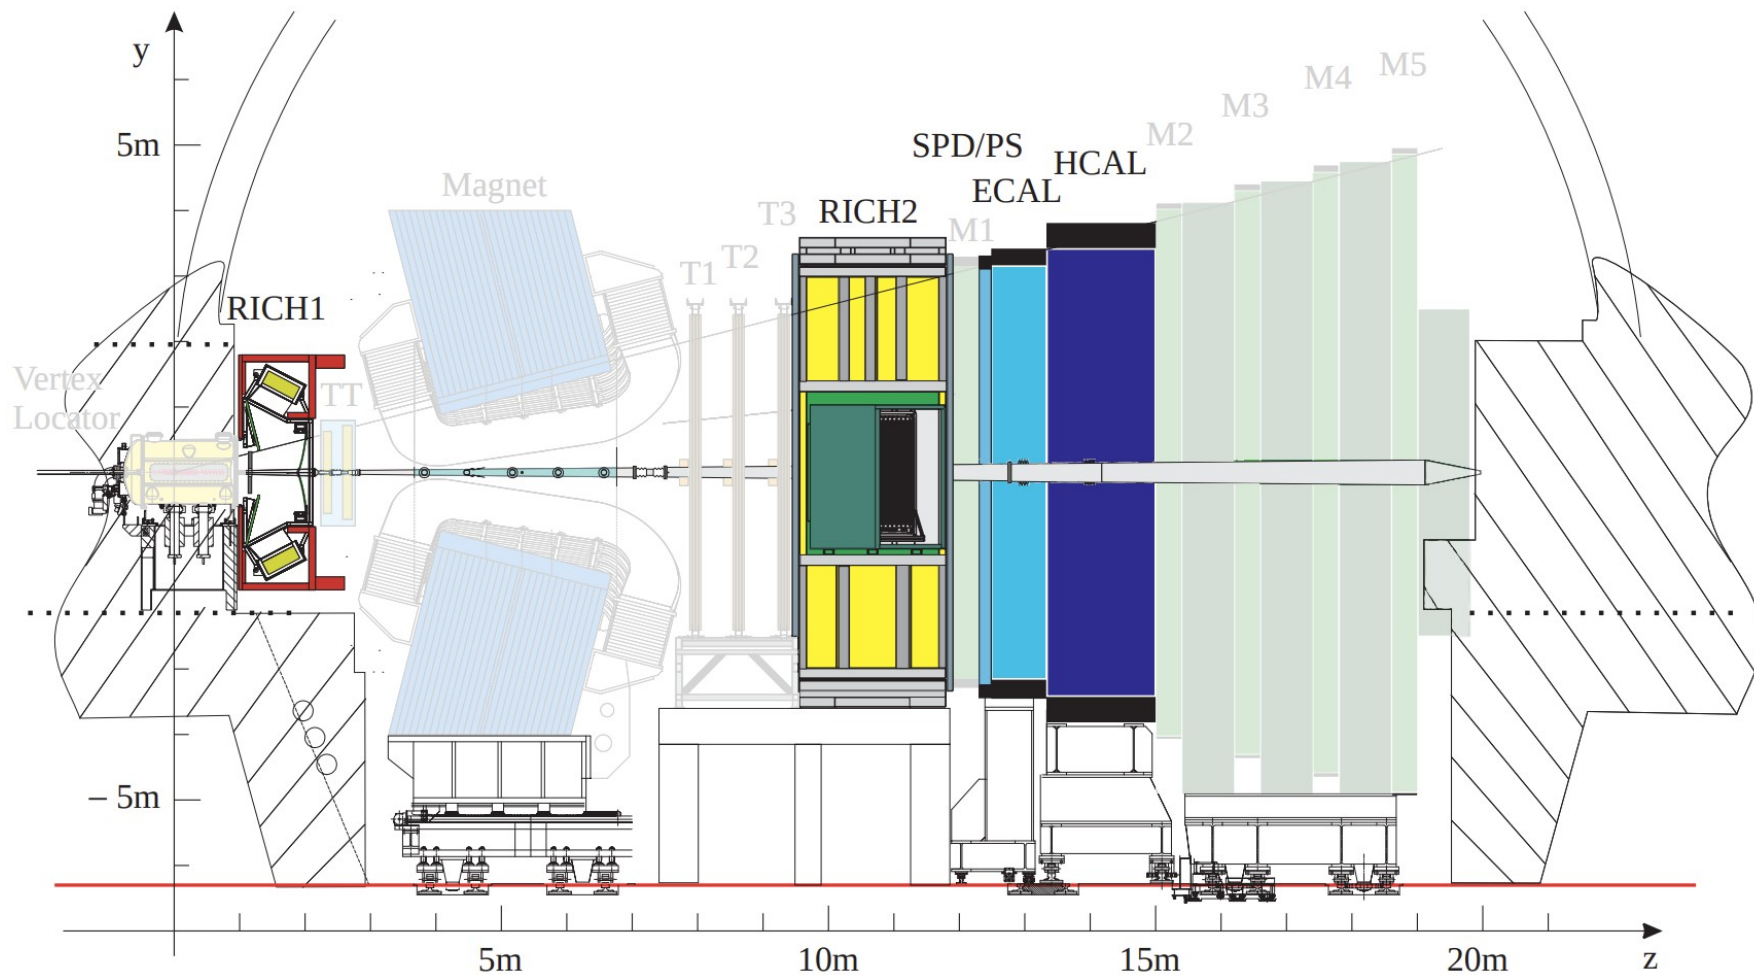 y
5m
Vertex
Locator
RICH1
TT
Magnet
T1
T2
T3
RICH2
M1
SPD/PS
ECAL
HCAL
M2
M3
M4
M5
− 5m
5m
10m
15m
20m
z